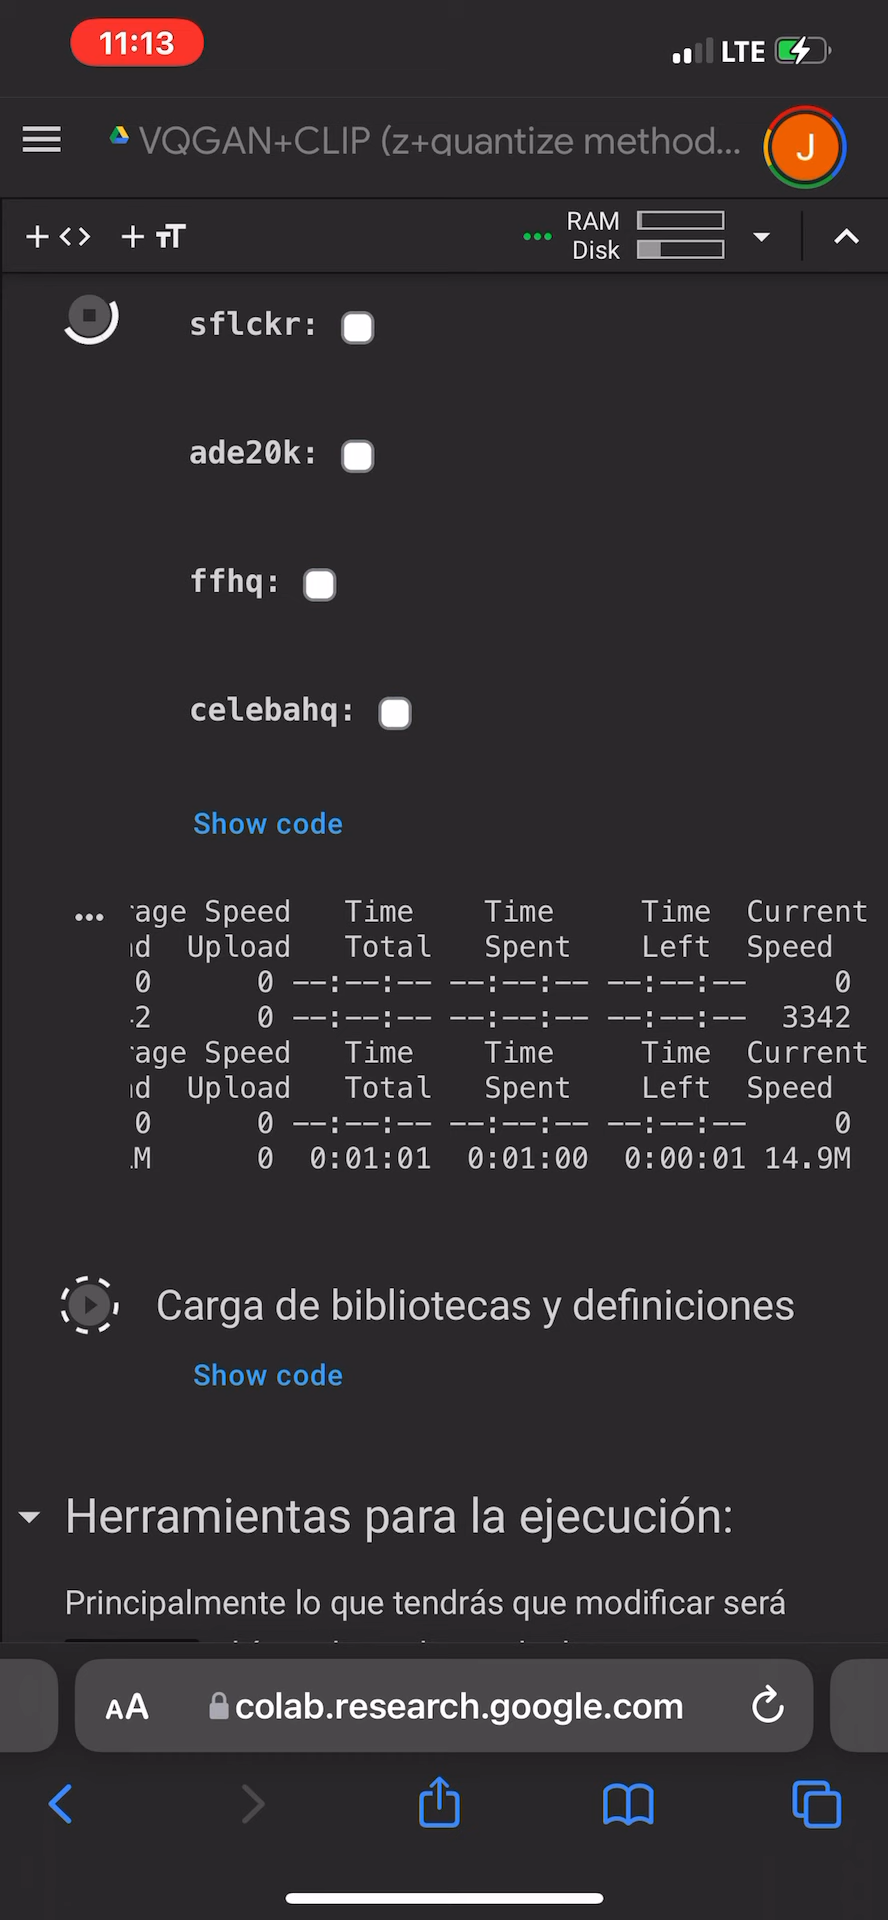 11:13
LTE
VQGAN+CLIP (z+quantize method...
J
+ <> + TT
RAM
Disk
sflckr:
ade20k:
ffhq:
celebahq:
Show code
... rage Speed Time Time Time Current
d Upload Total Spent Left Speed
0 0 --:--:-- --:--:-- --:--:-- 0
2 0 --:--:-- --:--:-- --:--:-- 3342
rage Speed Time Time Time Current
d Upload Total Spent Left Speed
0 0 --:--:-- --:--:-- --:--:-- 0
.M 0 0:01:01 0:01:00 0:00:01 14.9M
Carga de bibliotecas y definiciones
Show code
Herramientas para la ejecución:
Principalmente lo que tendrás que modificar será
AA colab.research.google.com